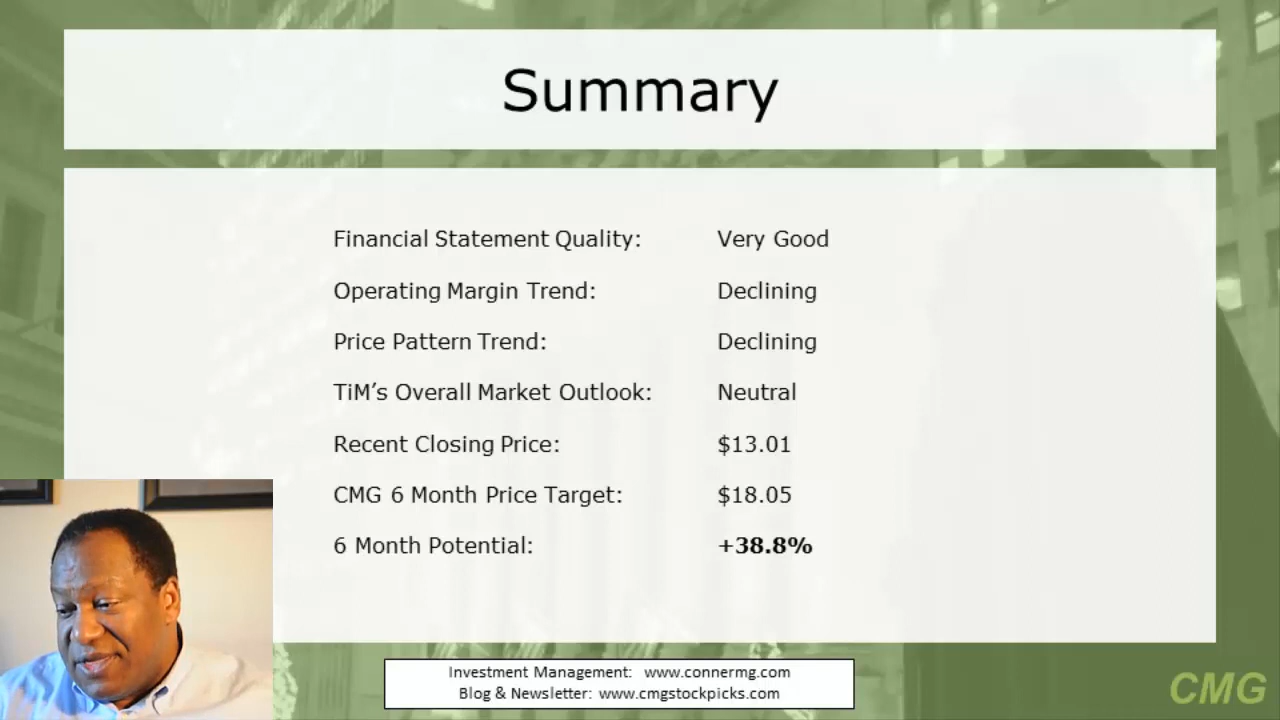 Summary
Financial Statement Quality: Very Good
Operating Margin Trend: Declining
Price Pattern Trend: Declining
TiM’s Overall Market Outlook: Neutral
Recent Closing Price: $13.01
CMG 6 Month Price Target: $18.05
6 Month Potential: +38.8%
Investment Management: www.connermg.com
Blog & Newsletter: www.cmgstockpicks.com
CMG